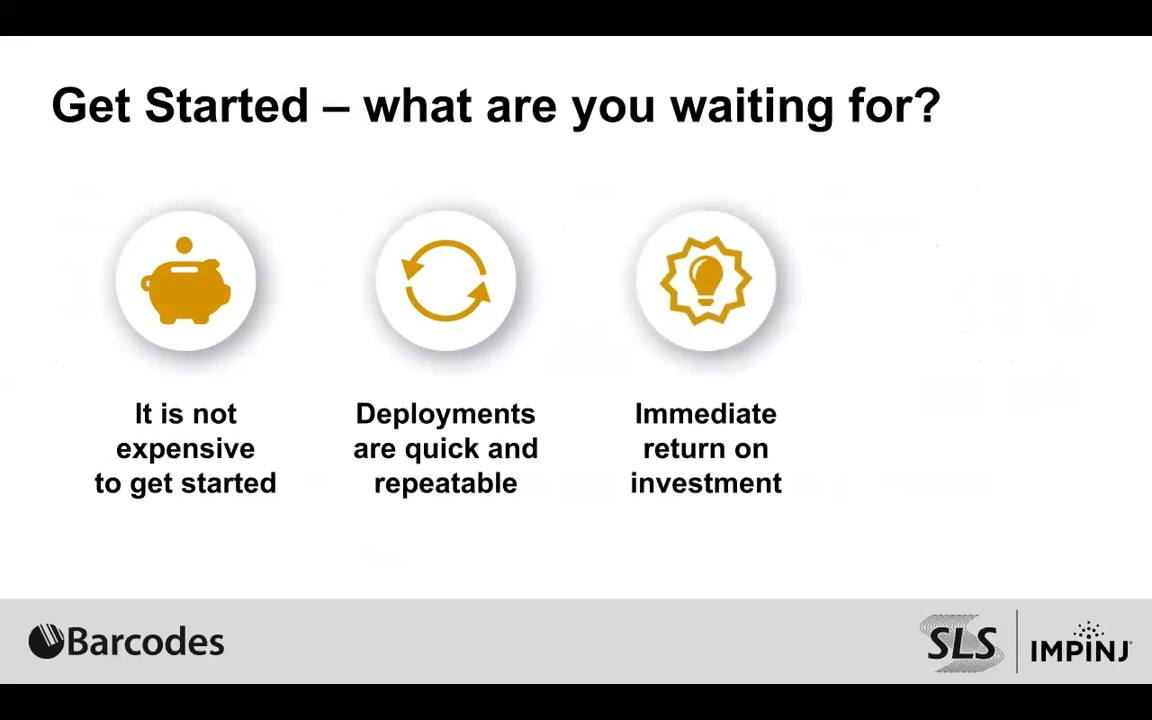 Get Started – what are you waiting for?
It is not
expensive
to get started
Deployments
are quick and
repeatable
Immediate
return on
investment
Barcodes
SLS
IMPINJ